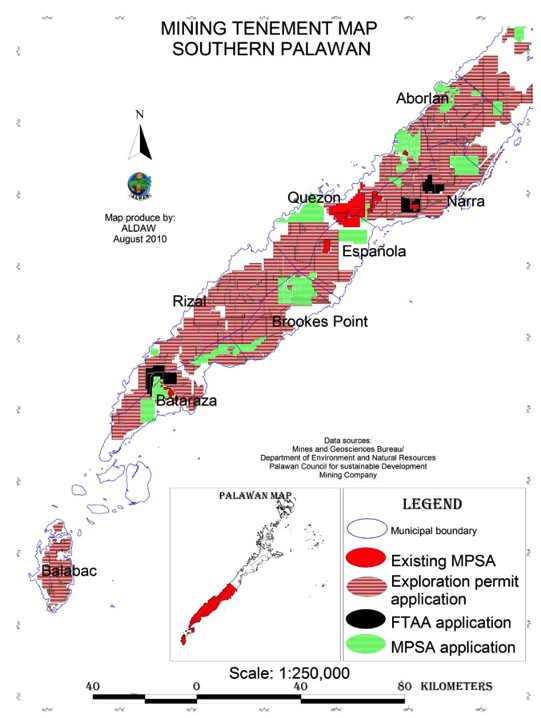 MINING TENEMENT MAP
SOUTHERN PALAWAN
N
ALDAW
Map produce by:
ALDAW
August 2010
Aborlan
Quezon
Narra
Española
Rizal
Brookes Point
Bataraza
Balabac
Data sources:
Mines and Geosciences Bureau/
Department of Environment and Natural Resources
Palawan Council for sustainable Development
Mining Company
PALAWAN MAP
LEGEND
Municipal boundary
Existing MPSA
Exploration permit
application
FTAA application
MPSA application
Scale: 1:250,000
40 0 40 80 KILOMETERS